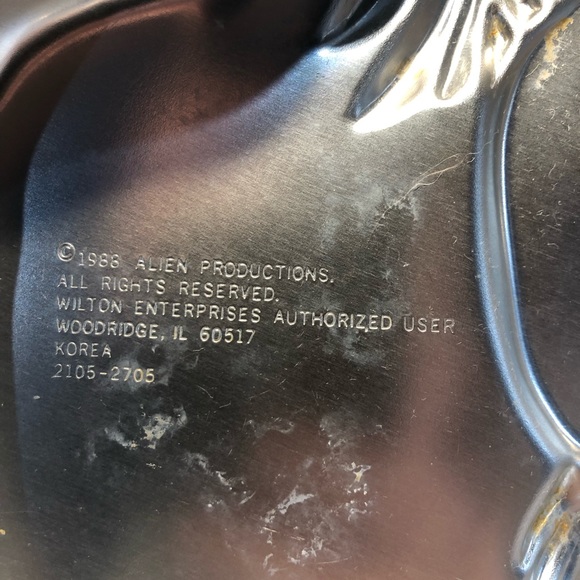 ©1988 ALIEN PRODUCTIONS.
ALL RIGHTS RESERVED.
WILTON ENTERPRISES AUTHORIZED USER
WOODRIDGE, IL 60517
KOREA
2105-2705